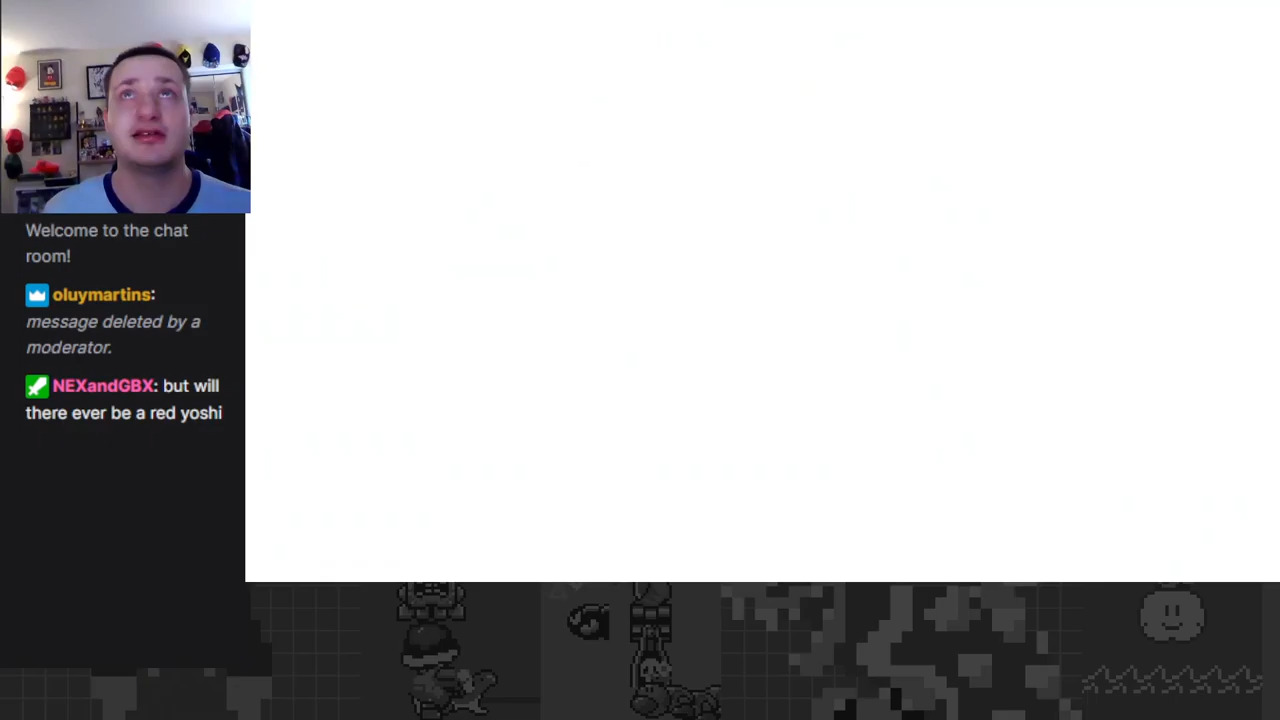 Welcome to the chat
room!
oluymartins:
message deleted by a
moderator.
NEXandGBX: but will
there ever be a red yoshi